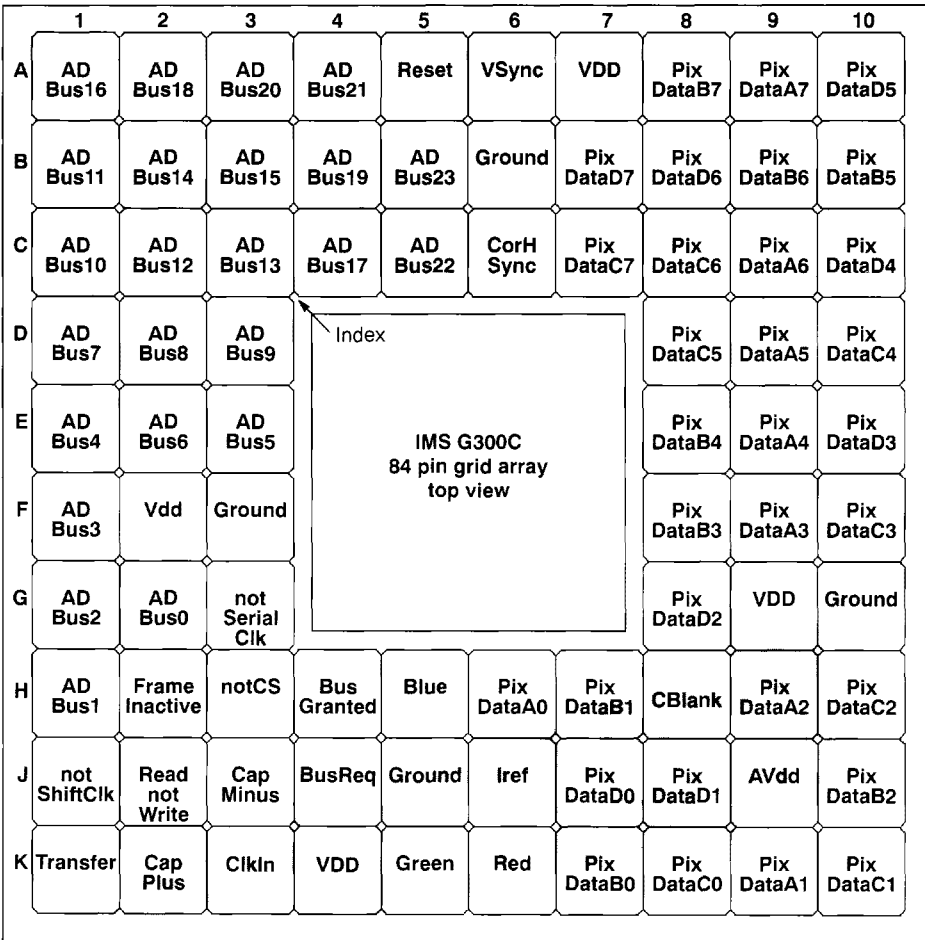 1 2 3 4 5 6 7 8 9 10
A AD Bus16 AD Bus18 AD Bus20 AD Bus21 Reset VSync VDD Pix DataB7 Pix DataA7 Pix DataD5
B AD Bus11 AD Bus14 AD Bus15 AD Bus19 AD Bus23 Ground Pix DataD7 Pix DataD6 Pix DataB6 Pix DataB5
C AD Bus10 AD Bus12 AD Bus13 AD Bus17 AD Bus22 CorH Sync Pix DataC7 Pix DataC6 Pix DataA6 Pix DataD4
Index
D AD Bus7 AD Bus8 AD Bus9 Pix DataC5 Pix DataA5 Pix DataC4
E AD Bus4 AD Bus6 AD Bus5 Pix DataB4 Pix DataA4 Pix DataD3
IMS G300C
84 pin grid array
top view
F AD Bus3 Vdd Ground Pix DataB3 Pix DataA3 Pix DataC3
G AD Bus2 AD Bus0 not Serial Clk Pix DataD2 VDD Ground
H AD Bus1 Frame Inactive notCS Bus Granted Blue Pix DataA0 Pix DataB1 CBlank Pix DataA2 Pix DataC2
J not ShiftClk Read not Write Cap Minus BusReq Ground Iref Pix DataD0 Pix DataD1 AVdd Pix DataB2
K Transfer Cap Plus ClkIn VDD Green Red Pix DataB0 Pix DataC0 Pix DataA1 Pix DataC1